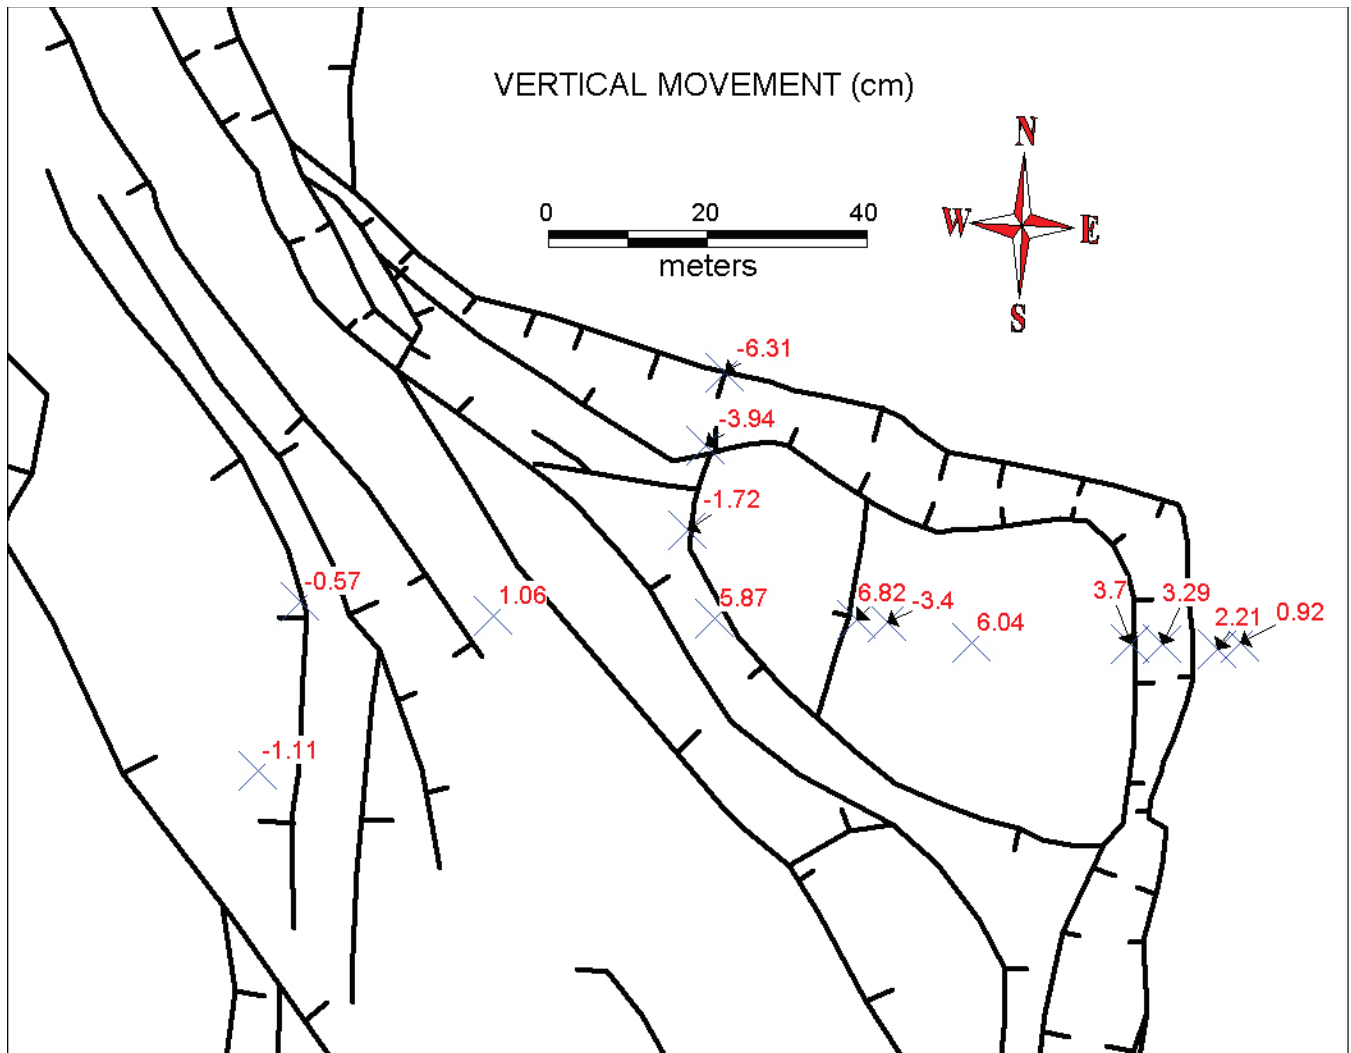 VERTICAL MOVEMENT (cm)
N
0 20 40
W E
meters
S
-6.31
-3.94
-1.72
-0.57
1.06
5.87
6.82
-3.4
6.04
3.7
3.29
2.21
0.92
-1.11